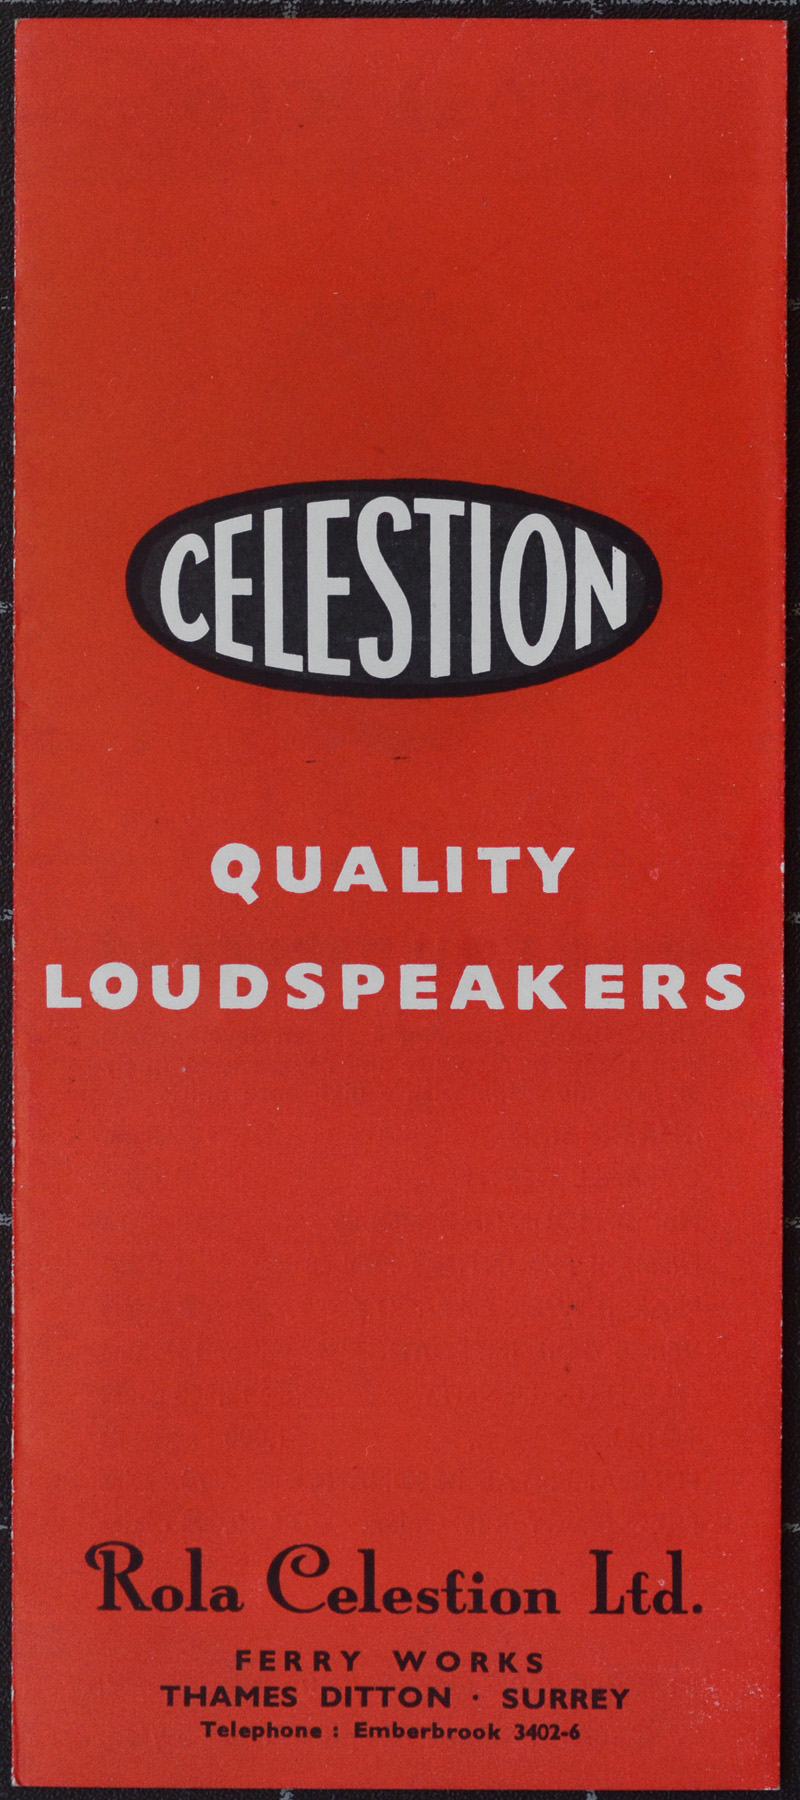 CELESTION
QUALITY
LOUDSPEAKERS
Rola Celestion Ltd.
FERRY WORKS
THAMES DITTON · SURREY
Telephone : Emberbrook 3402-6